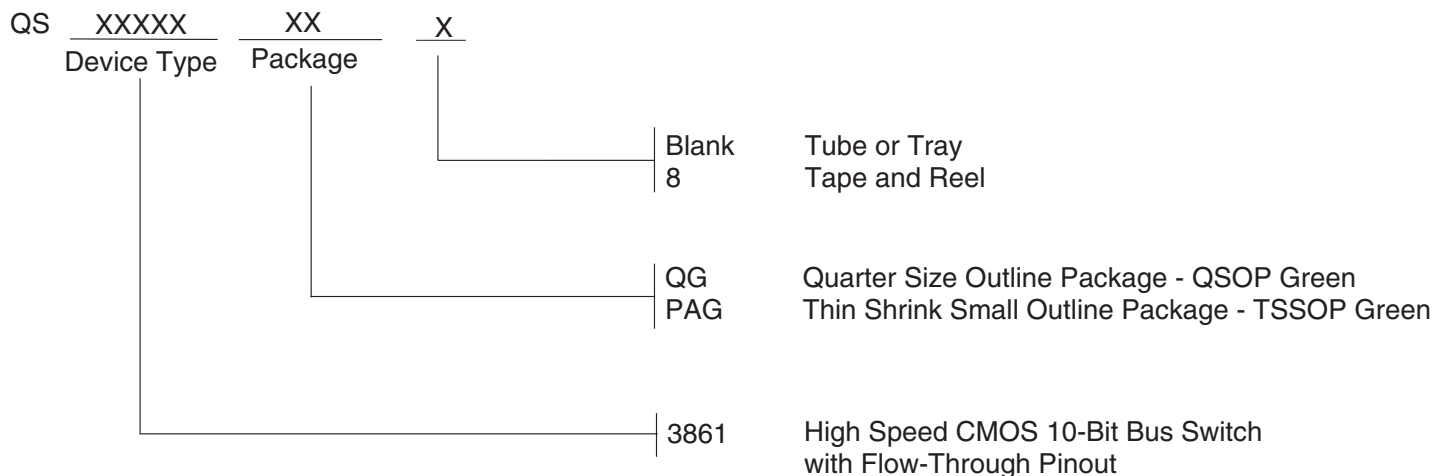 QS XXXXX XX X
Device Type Package
Blank Tube or Tray
8 Tape and Reel
QG Quarter Size Outline Package - QSOP Green
PAG Thin Shrink Small Outline Package - TSSOP Green
3861 High Speed CMOS 10-Bit Bus Switch
with Flow-Through Pinout